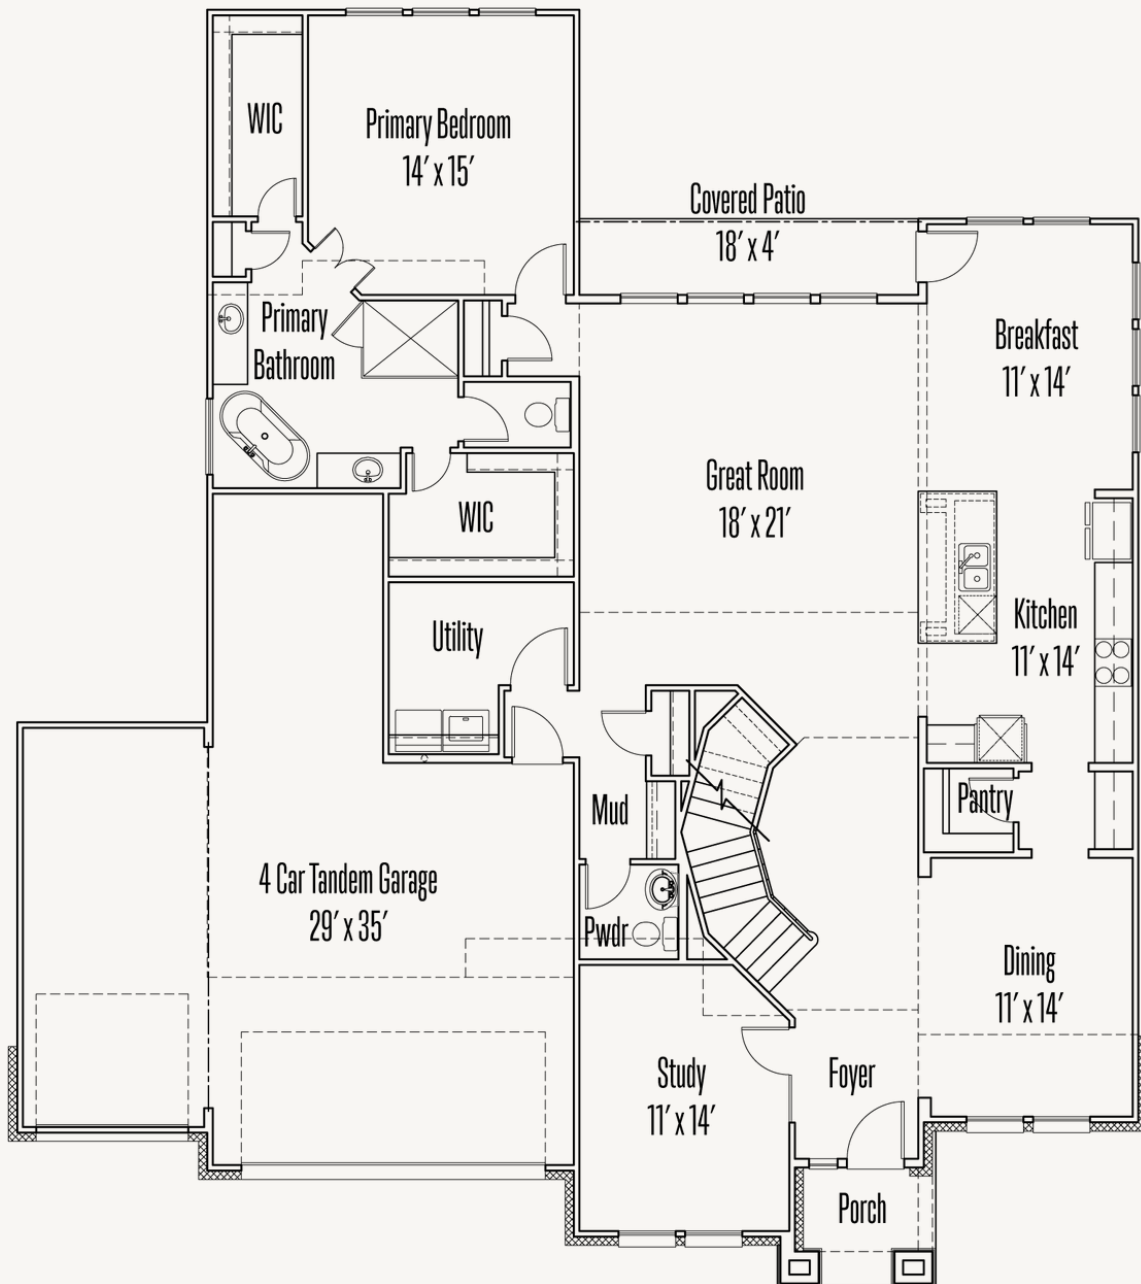 WIC
Primary Bedroom
14' x 15'
Covered Patio
18' x 4'
Primary
Bathroom
Breakfast
11' x 14'
Great Room
18' x 21'
WIC
Utility
Kitchen
11' x 14'
Mud
Pantry
4 Car Tandem Garage
29' x 35'
Pwdr
Dining
11' x 14'
Study
11' x 14'
Foyer
Porch